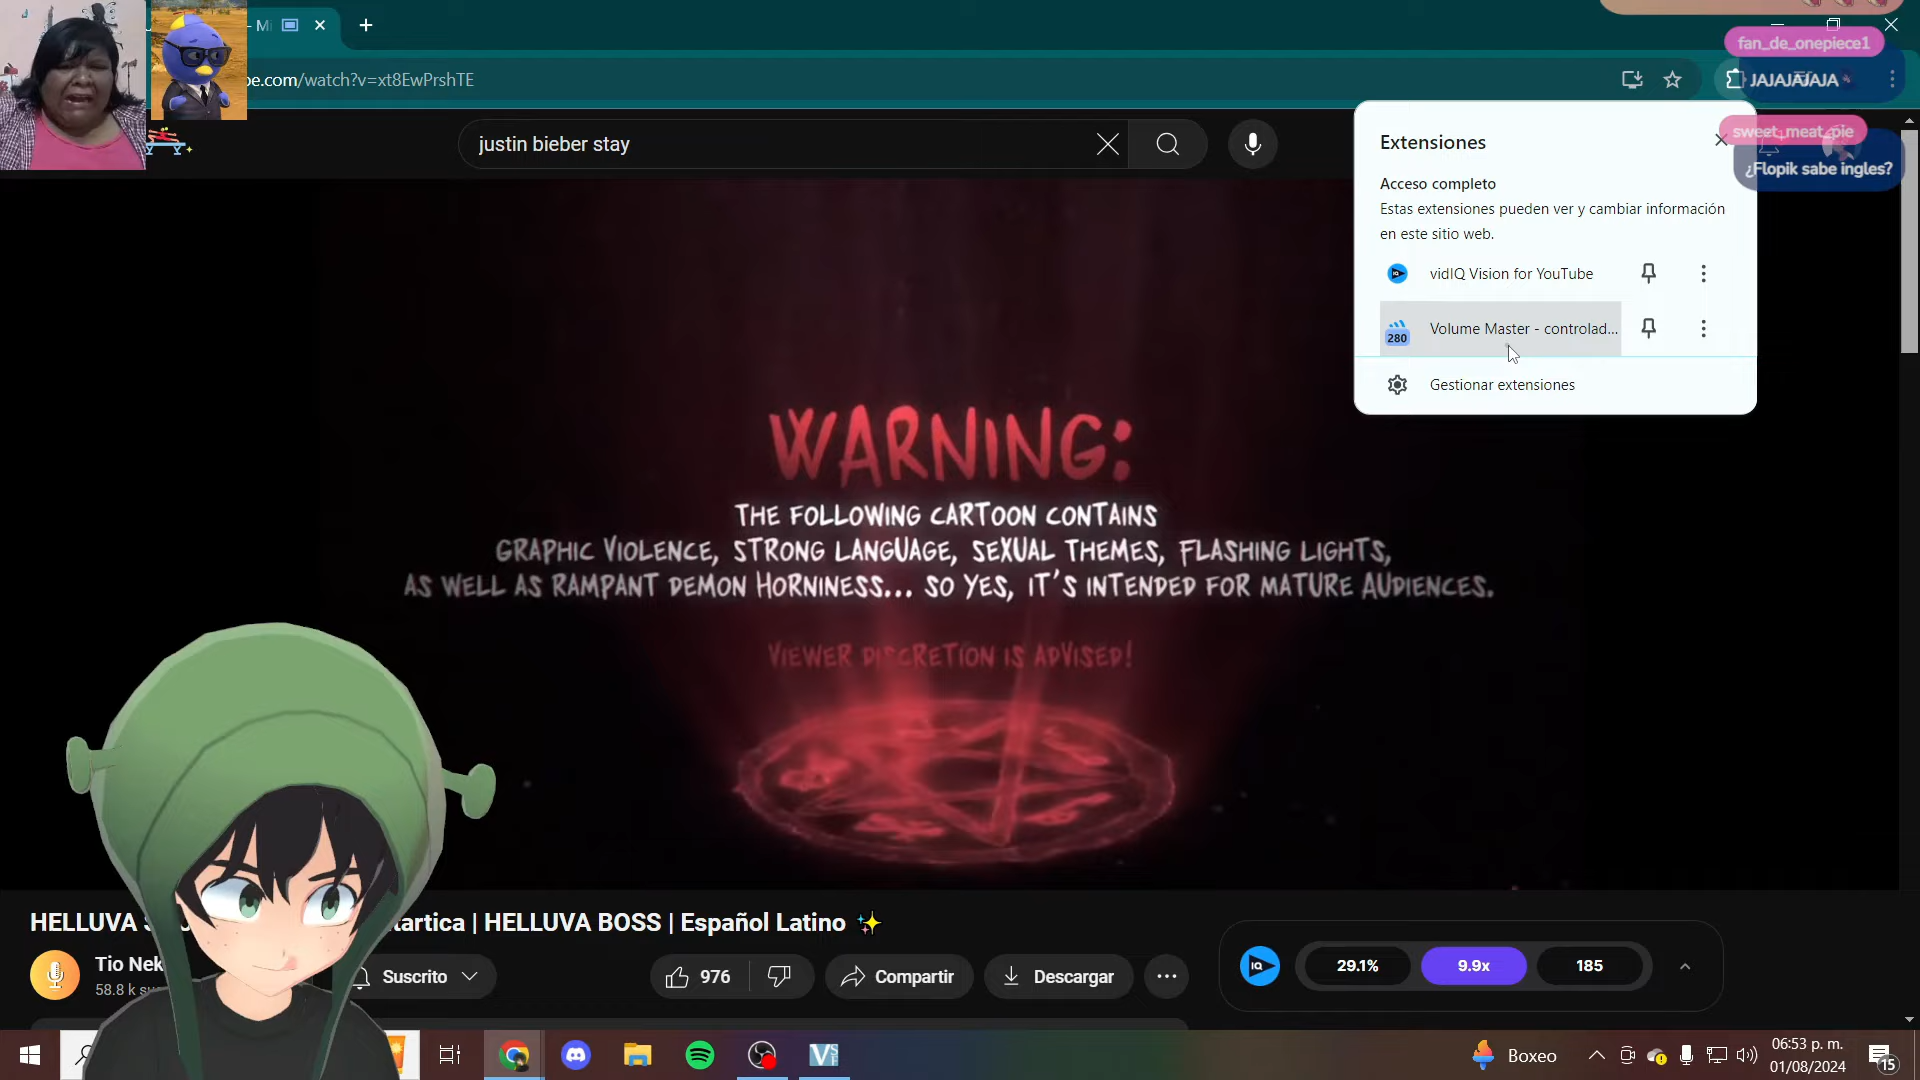 be.com/watch?v=xt8EwPrshTE
fan_de_onepiece1
JAJAJAJAJA
justin bieber stay
sweet_meat_pie
¿Flopik sabe ingles?
Extensiones
Acceso completo
Estas extensiones pueden ver y cambiar información
en este sitio web.
vidIQ Vision for YouTube
280
Volume Master - controlad...
Gestionar extensiones
WARNING:
THE FOLLOWING CARTOON CONTAINS
GRAPHIC VIOLENCE, STRONG LANGUAGE, SEXUAL THEMES, FLASHING LIGHTS,
AS WELL AS RAMPANT DEMON HORNINESS... SO YES, IT'S INTENDED FOR MATURE AUDIENCES.
VIEWER DISCRETION IS ADVISED!
HELLUVA tartica | HELLUVA BOSS | Español Latino ✨
Tio Nek
58.8 k
Suscrito
976
Compartir
Descargar
IQ
29.1%
9.9x
185
Boxeo
06:53 p. m.
01/08/2024
15